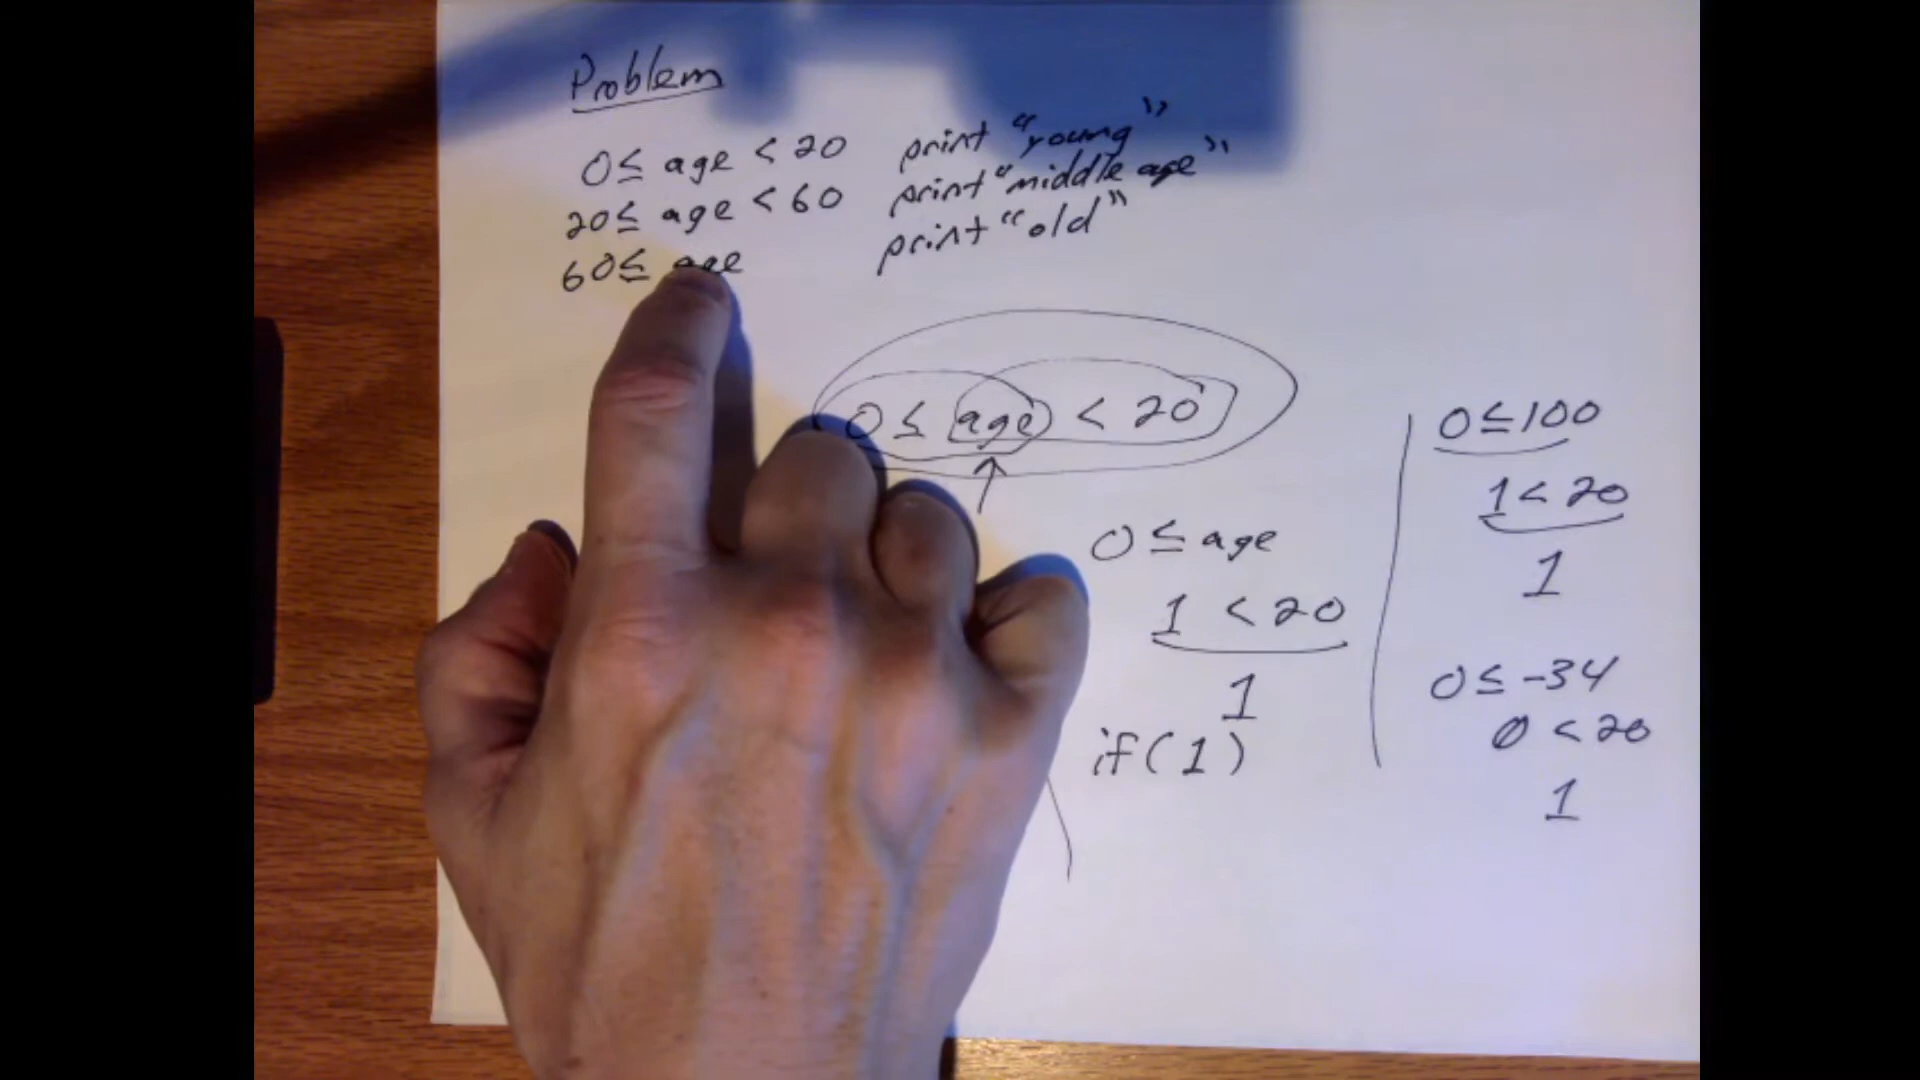 Problem
0≤ age < 20 print "young"
20≤ age < 60 print "middle age"
60≤ age print "old"
0 ≤ age < 20
0 ≤ age
1 < 20
1
if(1)
0≤100
1< 20
1
0≤ -34
0 < 20
1